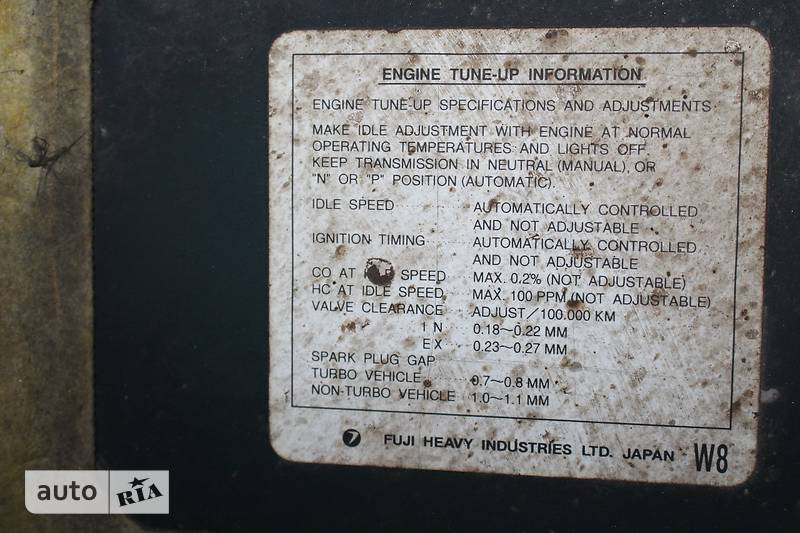 ENGINE TUNE-UP INFORMATION
ENGINE TUNE-UP SPECIFICATIONS AND ADJUSTMENTS
MAKE IDLE ADJUSTMENT WITH ENGINE AT NORMAL
OPERATING TEMPERATURES AND LIGHTS OFF.
KEEP TRANSMISSION IN NEUTRAL (MANUAL), OR
"N" OR "P" POSITION (AUTOMATIC).
IDLE SPEED AUTOMATICALLY CONTROLLED
AND NOT ADJUSTABLE
IGNITION TIMING AUTOMATICALLY CONTROLLED
AND NOT ADJUSTABLE
CO AT SPEED MAX. 0.2% (NOT ADJUSTABLE)
HC AT IDLE SPEED MAX. 100 PPM (NOT ADJUSTABLE)
VALVE CLEARANCE ADJUST/100.000 KM
IN 0.18~0.22 MM
EX 0.23~0.27 MM
SPARK PLUG GAP
TURBO VEHICLE 0.7~0.8 MM
NON-TURBO VEHICLE 1.0~1.1 MM
7 FUJI HEAVY INDUSTRIES LTD. JAPAN W8
auto RIA